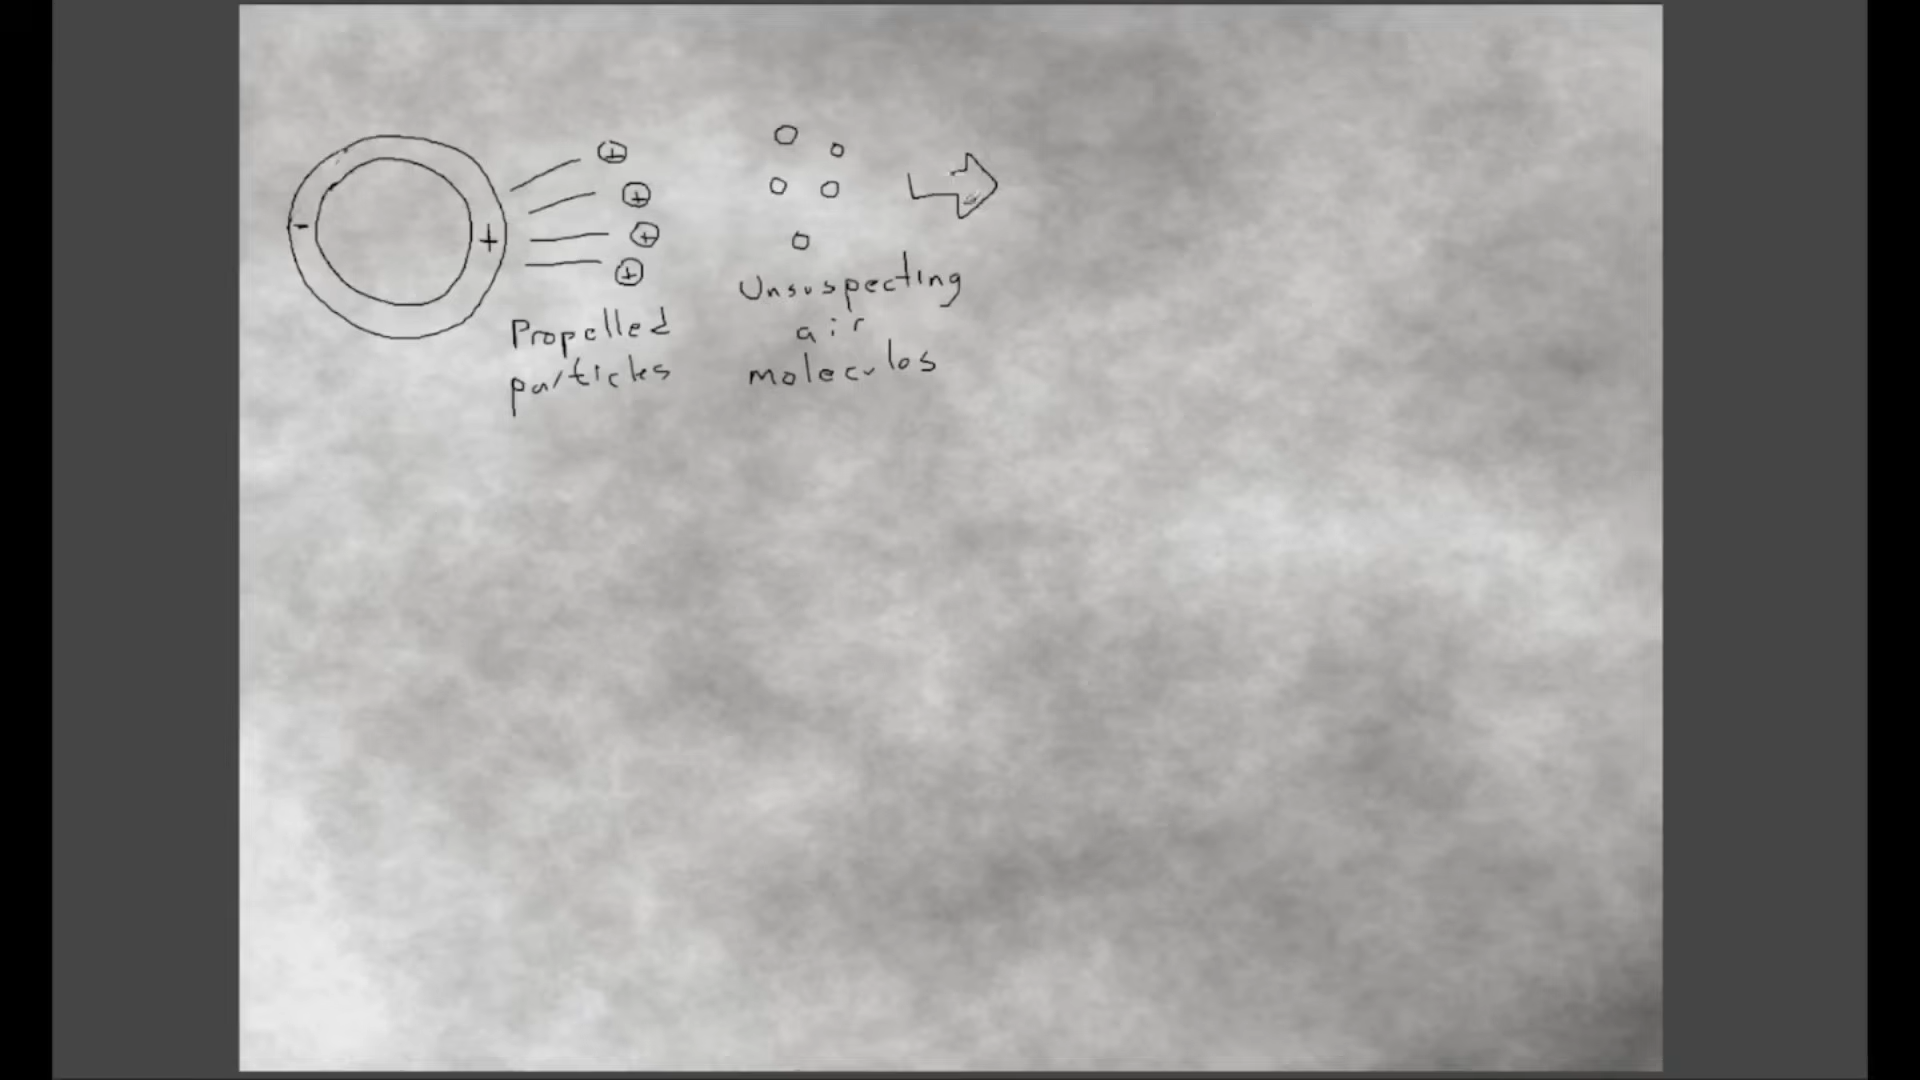 - +
+
+
+
+
Propelled
particles
Unsuspecting
air
moleculos